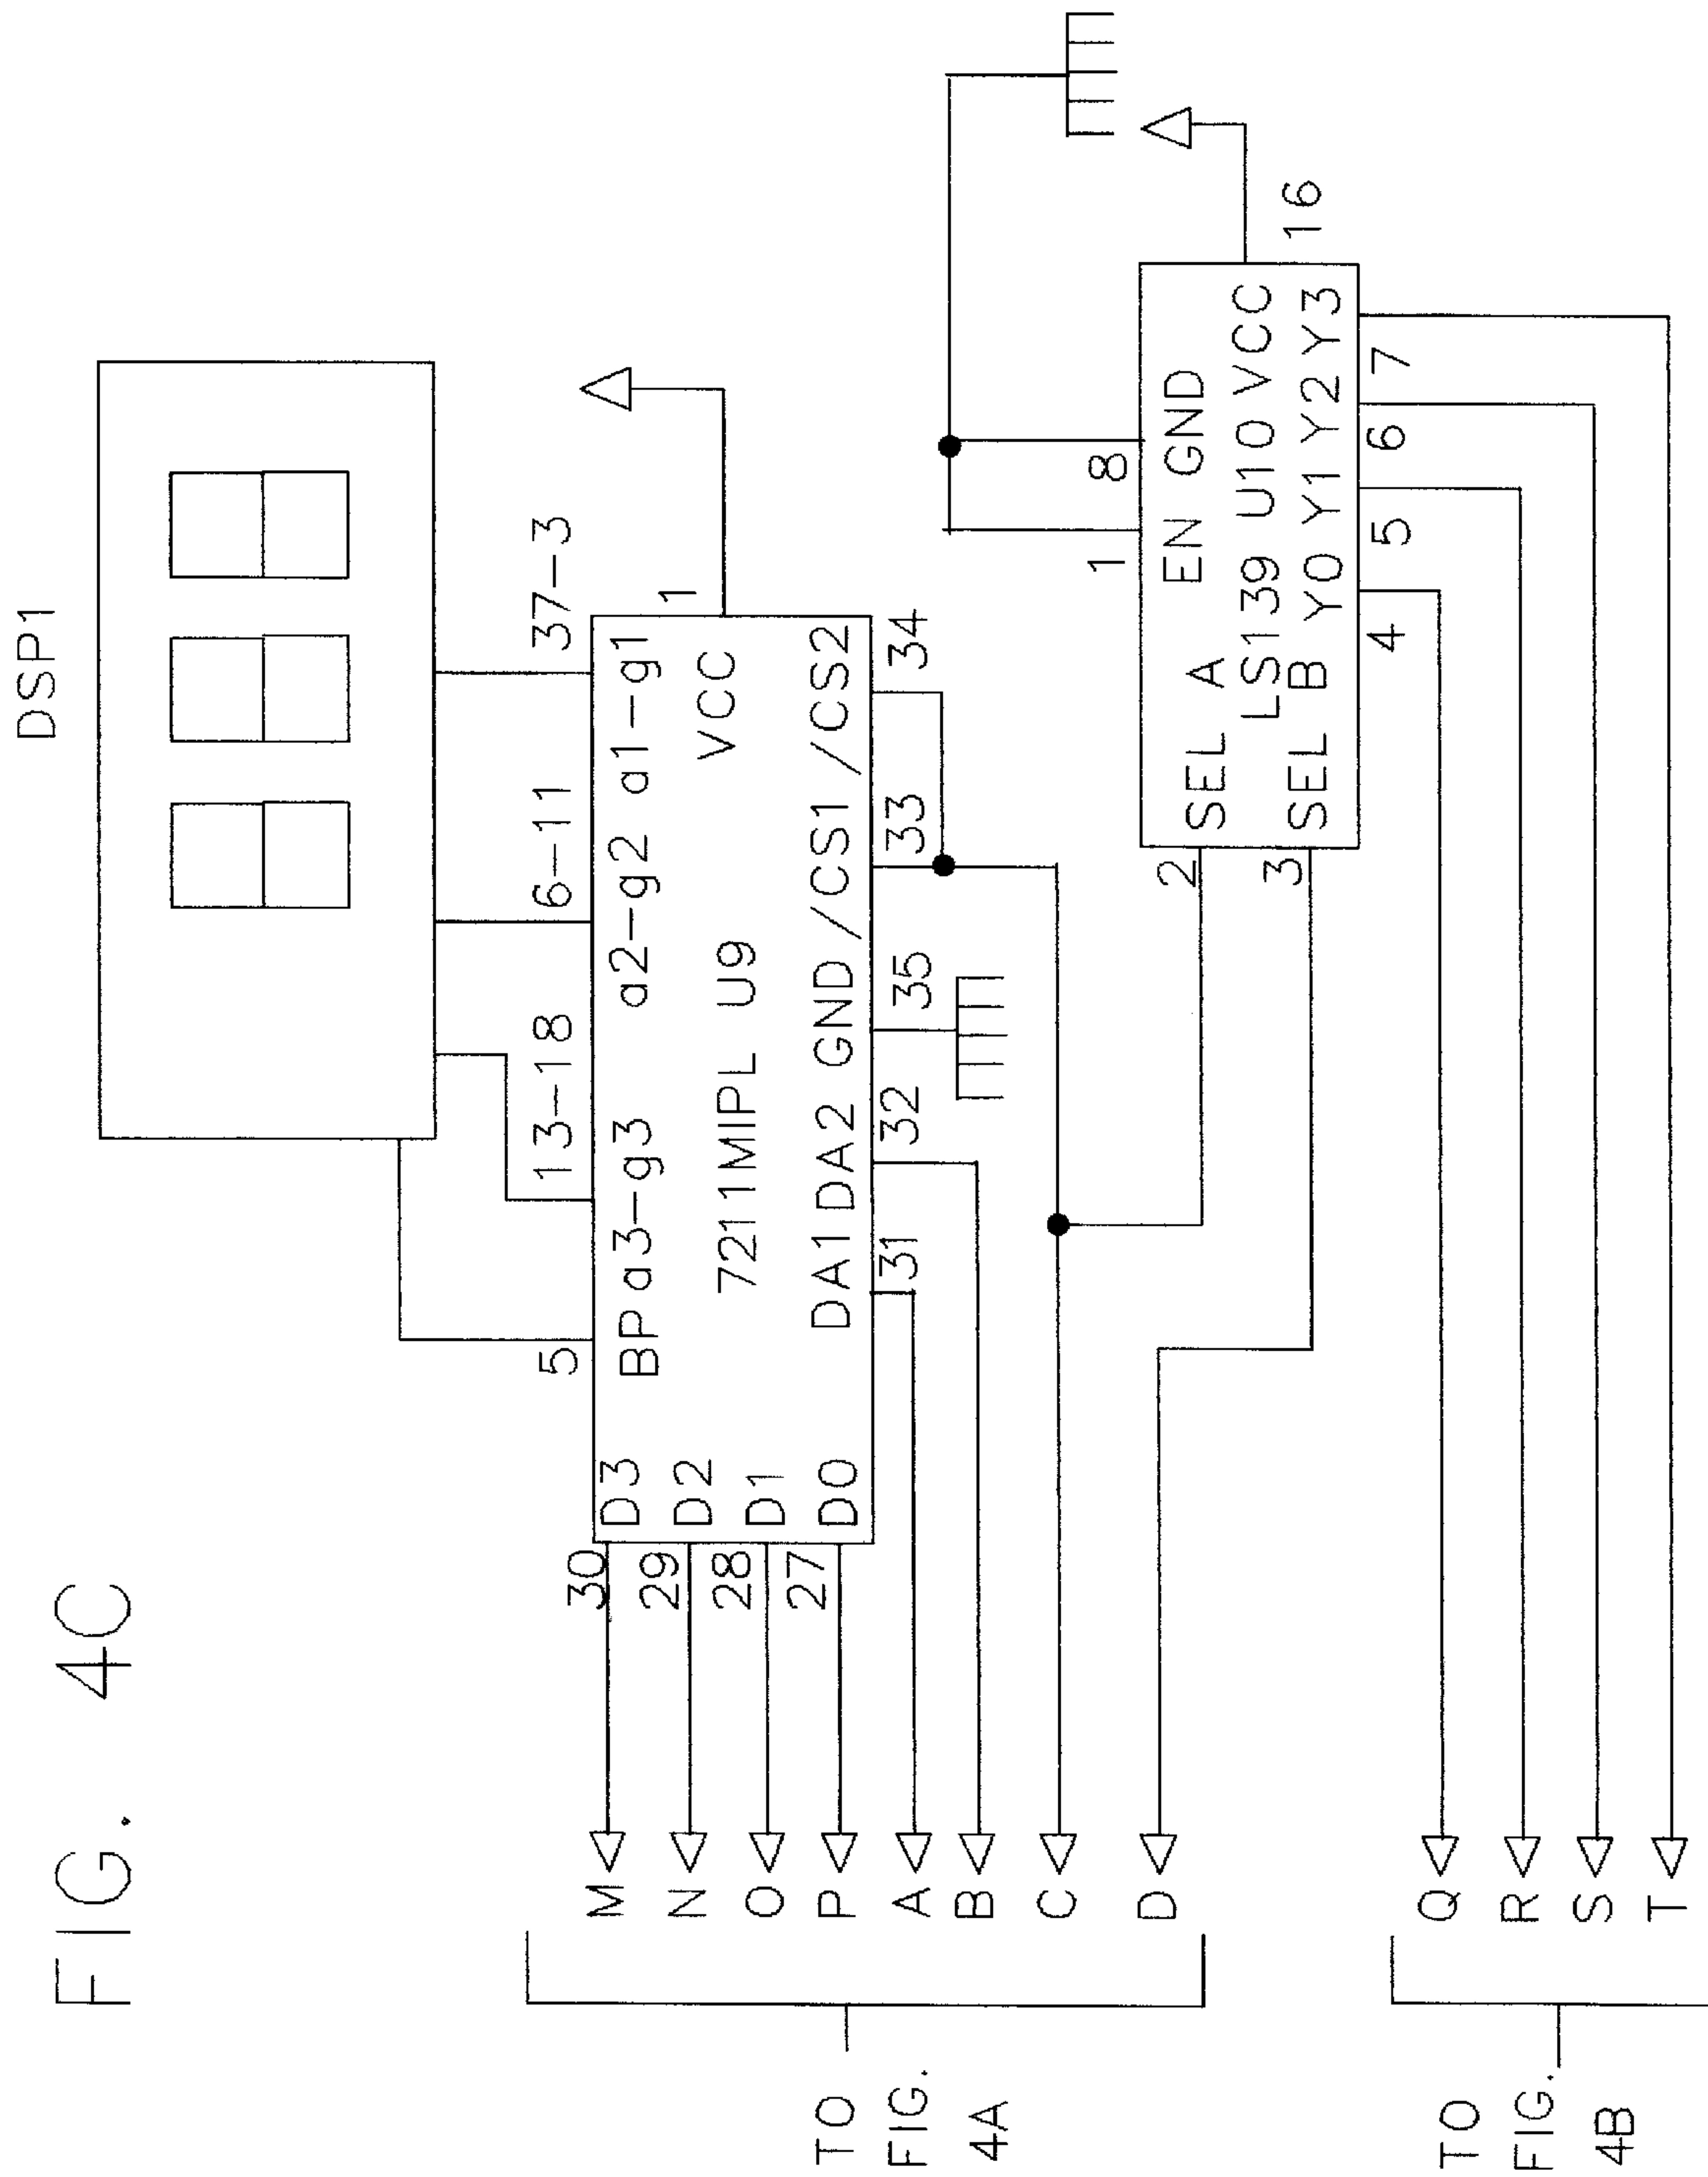 FIG. 4C
DSP1
5
13-18
6-11
37-3
30
29
28
27
D3
D2
D1
D0
BP a3-g3 a2-g2 a1-g1
7211MIPL U9
VCC
1
DA1 DA2 GND /CS1 /CS2
31
32
35
33
34
1
8
2
3
SEL A
EN GND
LS139 U10 VCC
SEL B
Y0 Y1 Y2 Y3
16
4
5
6
7
M
N
O
P
A
B
C
D
TO
FIG.
4A
Q
R
S
T
TO
FIG.
4B